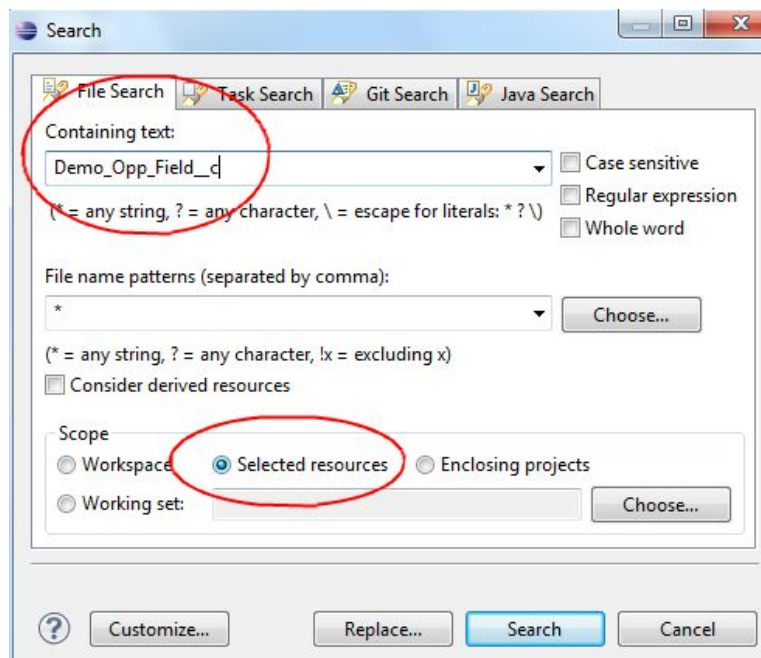 Search
File Search Task Search Git Search Java Search
Containing text:
Demo_Opp_Field__c
Case sensitive
(* = any string, ? = any character, \ = escape for literals: * ? \)
Regular expression
Whole word
File name patterns (separated by comma):
*
Choose...
(* = any string, ? = any character, !x = excluding x)
Consider derived resources
Scope
Workspace Selected resources Enclosing projects
Working set: Choose...
? Customize... Replace... Search Cancel